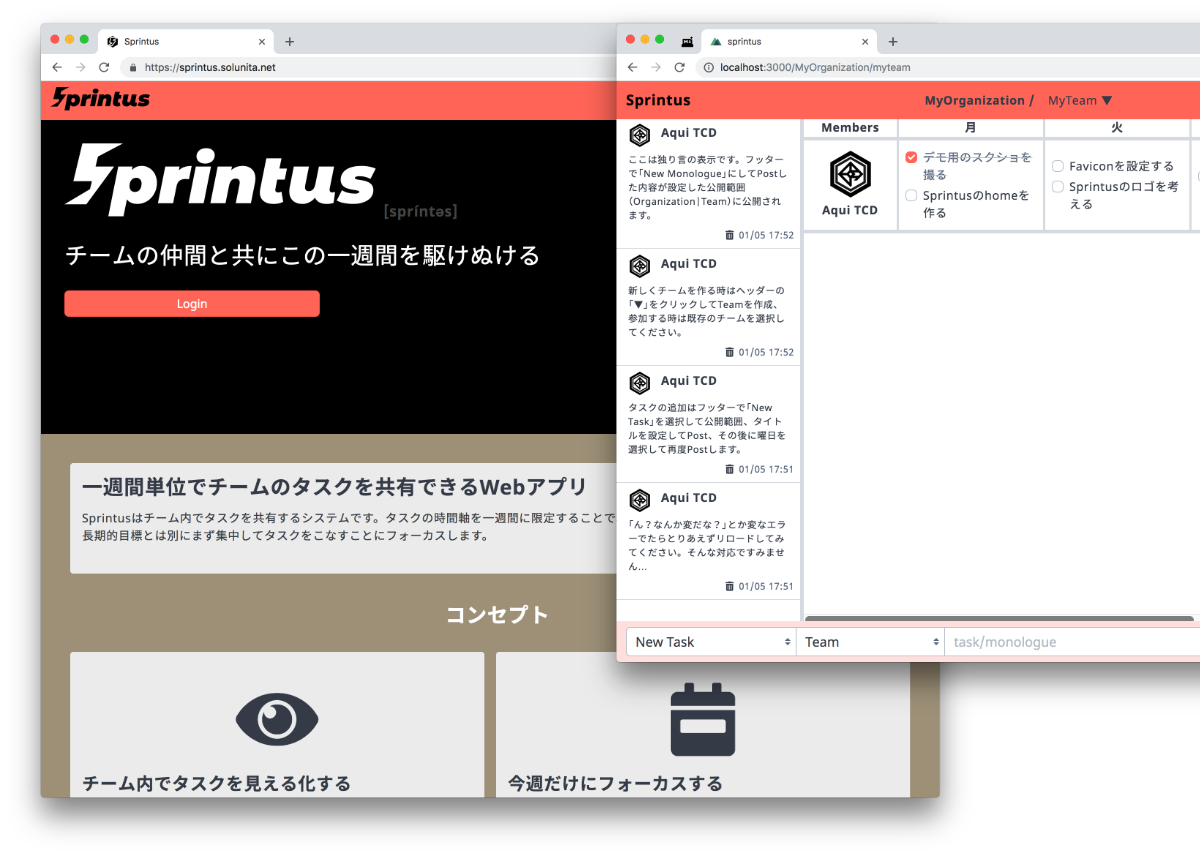 Sprintus
https://sprintus.solunita.net
Sprintus
Sprintus
[spríntəs]
チームの仲間と共にこの一週間を駆けぬける
Login
一週間単位でチームのタスクを共有できるWebアプリ
Sprintusはチーム内でタスクを共有するシステムです。タスクの時間軸を一週間に限定することで
長期的目標とは別にまず集中してタスクをこなすことにフォーカスします。
コンセプト
チーム内でタスクを見える化する
今週だけにフォーカスする
sprintus
localhost:3000/MyOrganization/myteam
Sprintus
MyOrganization / MyTeam ▼
Aqui TCD
ここは独り言の表示です。フッター
で「New Monologue」にしてPostし
た内容が設定した公開範囲
(Organization|Team)に公開されま
す。
01/05 17:52
Aqui TCD
新しくチームを作る時はヘッダーの
「▼」をクリックしてTeamを作成、
参加する時は既存のチームを選択し
てください。
01/05 17:52
Aqui TCD
タスクの追加はフッターで「New
Task」を選択して公開範囲、タイト
ルを設定してPost、その後に曜日を
選択して再度Postします。
01/05 17:51
Aqui TCD
「ん？なんか変だな？」とか変なエラ
ーでたらとりあえずリロードしてみ
てください。そんな対応ですみませ
ん...
01/05 17:51
Members 月 火
Aqui TCD
デモ用のスクショを
撮る
Sprintusのhomeを
作る
Faviconを設定する
Sprintusのロゴを考
える
New Task Team task/monologue